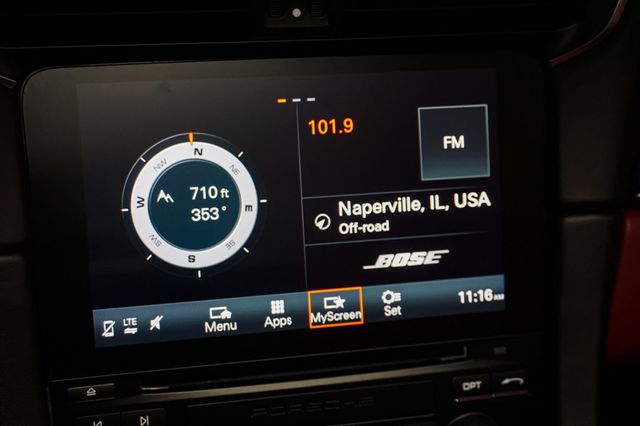 101.9
FM
N
NE
E
SE
S
SW
W
NW
710 ft
353°
Naperville, IL, USA
Off-road
BOSE
LTE
Menu
Apps
MyScreen
Set
11:16 AM
OPT
PORSCHE